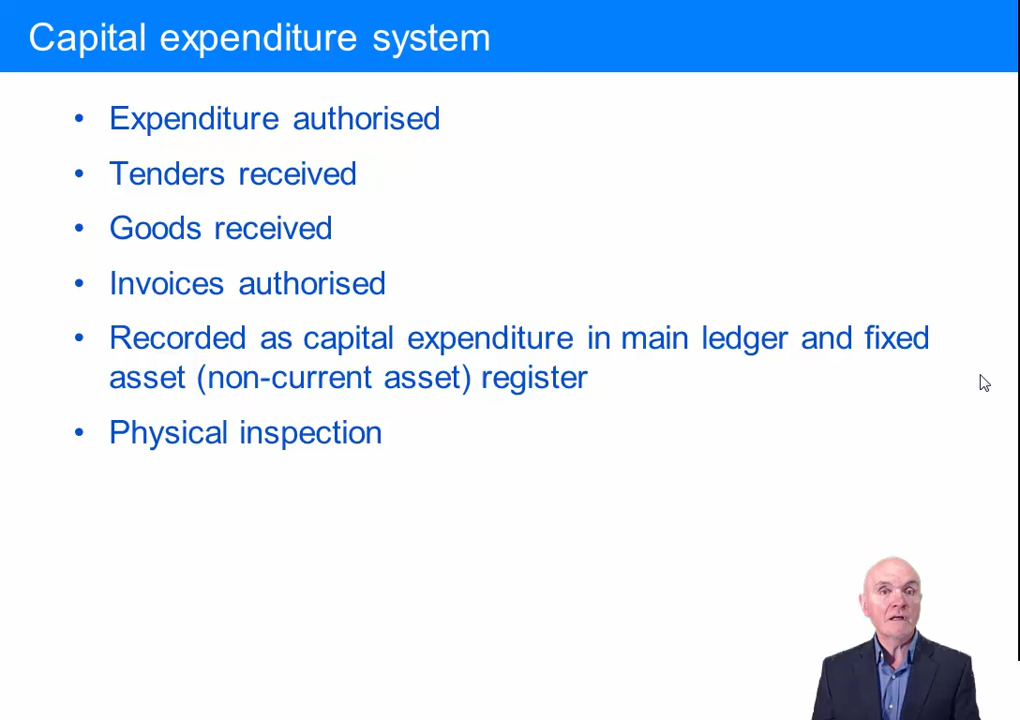 Capital expenditure system
• Expenditure authorised
• Tenders received
• Goods received
• Invoices authorised
• Recorded as capital expenditure in main ledger and fixed
asset (non-current asset) register
• Physical inspection